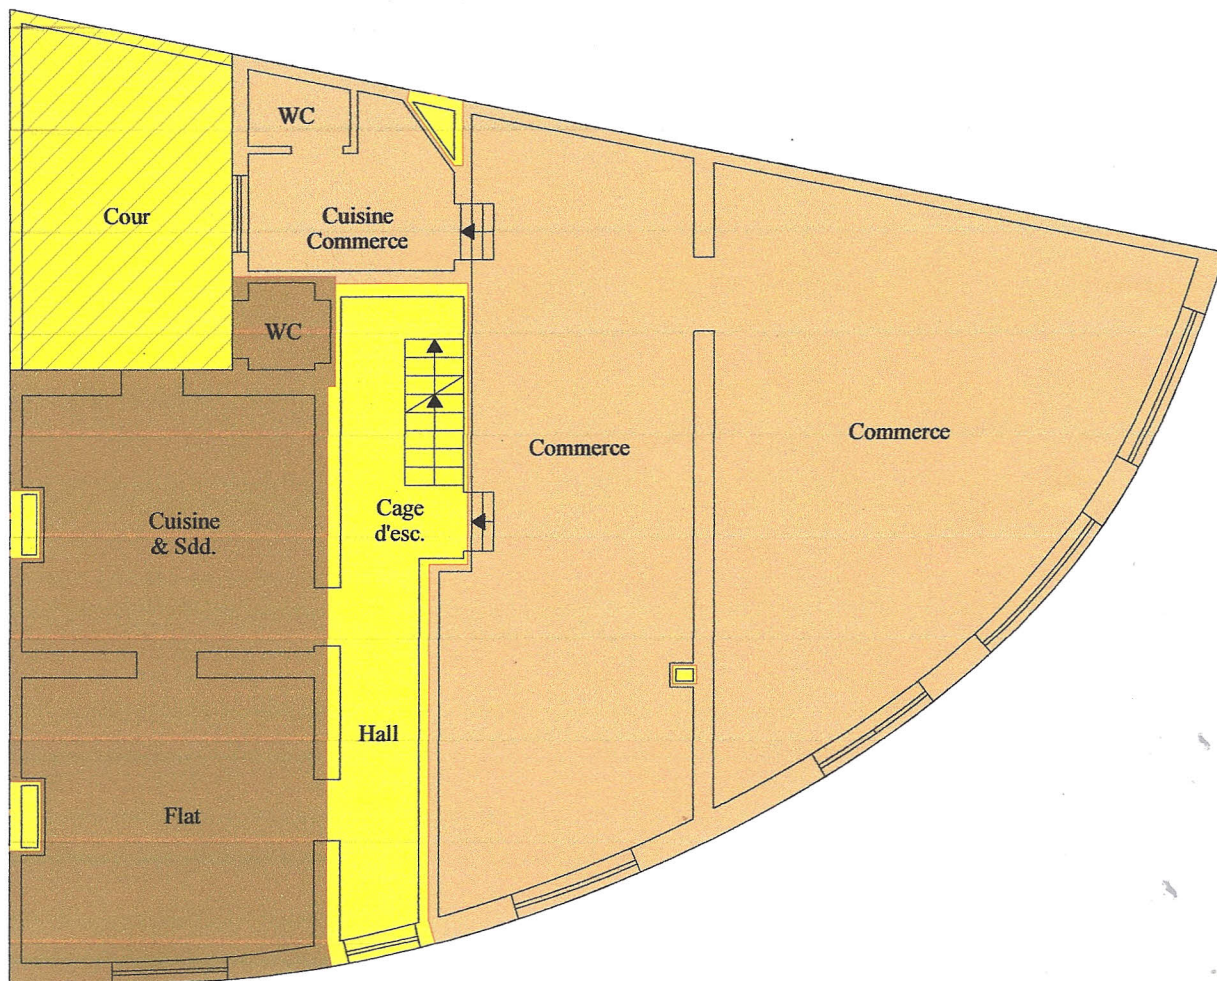 WC
Cour
Cuisine
Commerce
WC
Commerce
Commerce
Cage
d'esc.
Cuisine
& Sdd.
Hall
Flat